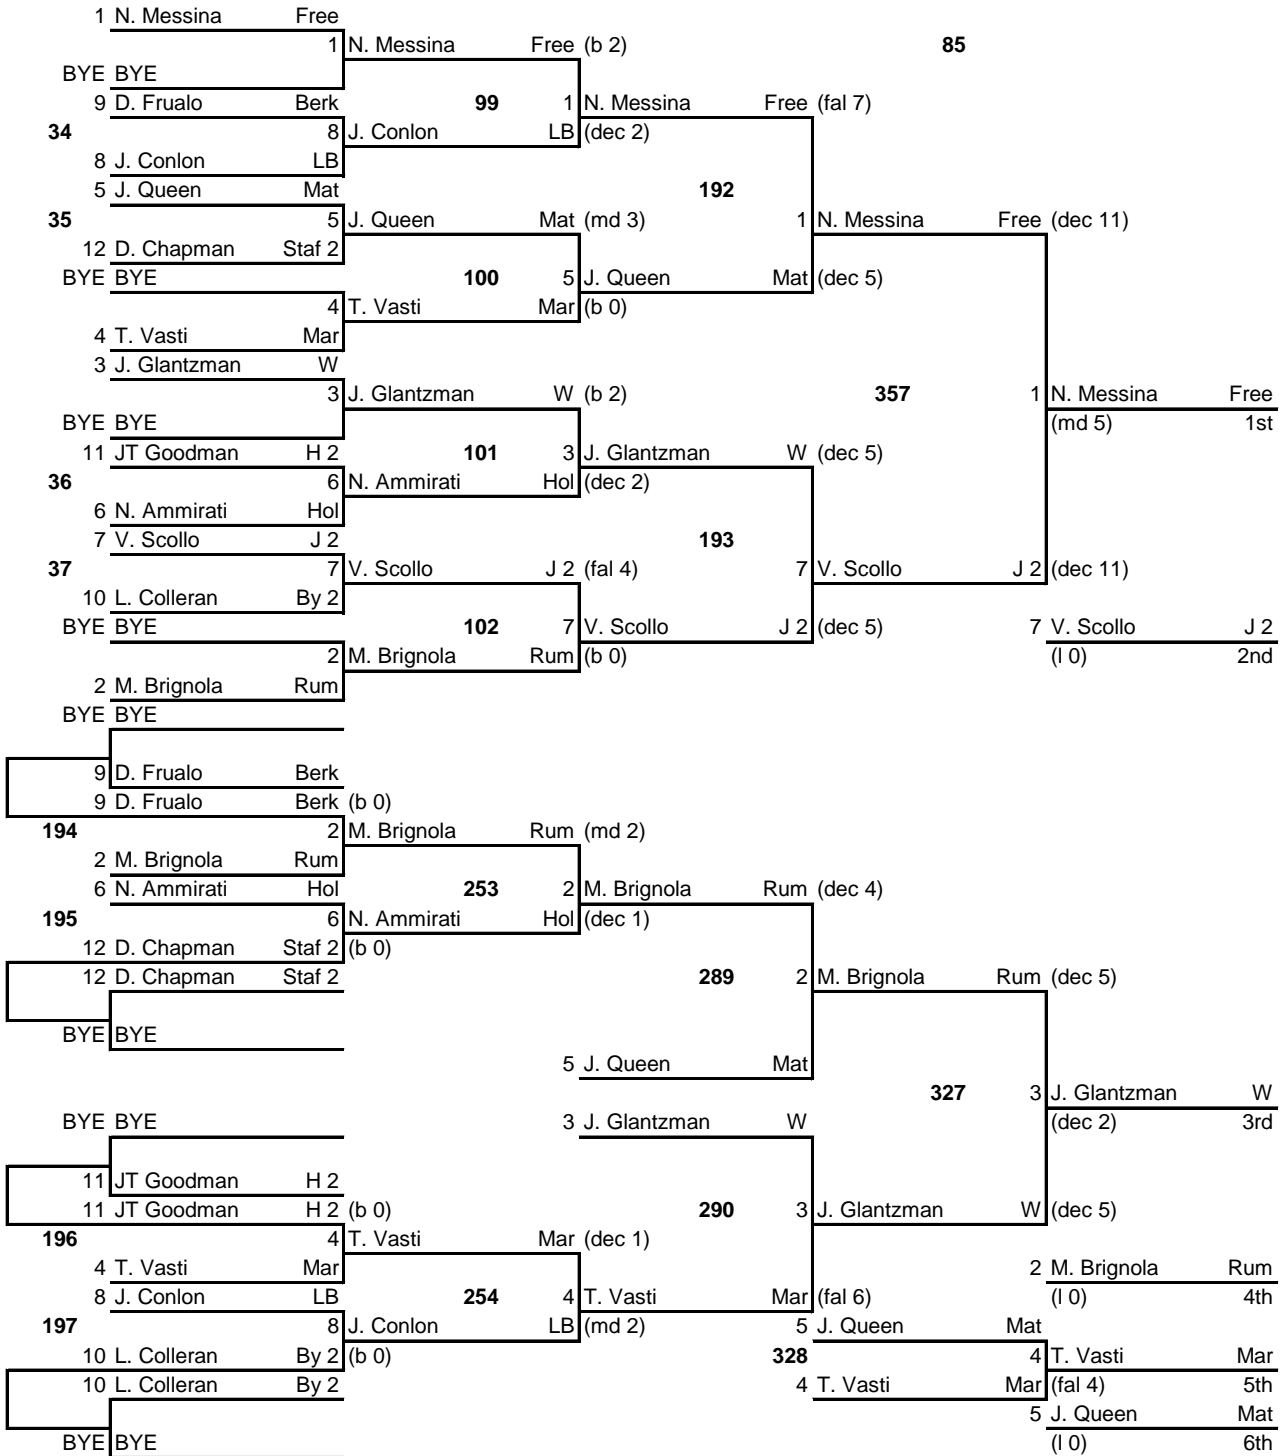 1 N. Messina Free
1 N. Messina Free (b 2) 85
BYE BYE
9 D. Frualo Berk 99 1 N. Messina Free (fal 7)
34 8 J. Conlon LB (dec 2)
8 J. Conlon LB
5 J. Queen Mat 192
35 5 J. Queen Mat (md 3) 1 N. Messina Free (dec 11)
12 D. Chapman Staf 2
BYE BYE 100 5 J. Queen Mat (dec 5)
4 T. Vasti Mar (b 0)
4 T. Vasti Mar
3 J. Glantzman W
3 J. Glantzman W (b 2) 357 1 N. Messina Free
BYE BYE (md 5) 1st
11 JT Goodman H 2 101 3 J. Glantzman W (dec 5)
36 6 N. Ammirati Hol (dec 2)
6 N. Ammirati Hol
7 V. Scollo J 2 193
37 7 V. Scollo J 2 (fal 4) 7 V. Scollo J 2 (dec 11)
10 L. Colleran By 2
BYE BYE 102 7 V. Scollo J 2 (dec 5) 7 V. Scollo J 2
2 M. Brignola Rum (b 0) (l 0) 2nd
2 M. Brignola Rum
BYE BYE
9 D. Frualo Berk
9 D. Frualo Berk (b 0)
194 2 M. Brignola Rum (md 2)
2 M. Brignola Rum
6 N. Ammirati Hol 253 2 M. Brignola Rum (dec 4)
195 6 N. Ammirati Hol (dec 1)
12 D. Chapman Staf 2 (b 0)
12 D. Chapman Staf 2 289 2 M. Brignola Rum (dec 5)
BYE BYE
5 J. Queen Mat
327 3 J. Glantzman W
BYE BYE 3 J. Glantzman W (dec 2) 3rd
11 JT Goodman H 2
11 JT Goodman H 2 (b 0) 290 3 J. Glantzman W (dec 5)
196 4 T. Vasti Mar (dec 1)
4 T. Vasti Mar 2 M. Brignola Rum
8 J. Conlon LB 254 4 T. Vasti Mar (fal 6) (l 0) 4th
197 8 J. Conlon LB (md 2) 5 J. Queen Mat
10 L. Colleran By 2 (b 0) 328 4 T. Vasti Mar
10 L. Colleran By 2 4 T. Vasti Mar (fal 4) 5th
5 J. Queen Mat
BYE BYE (l 0) 6th